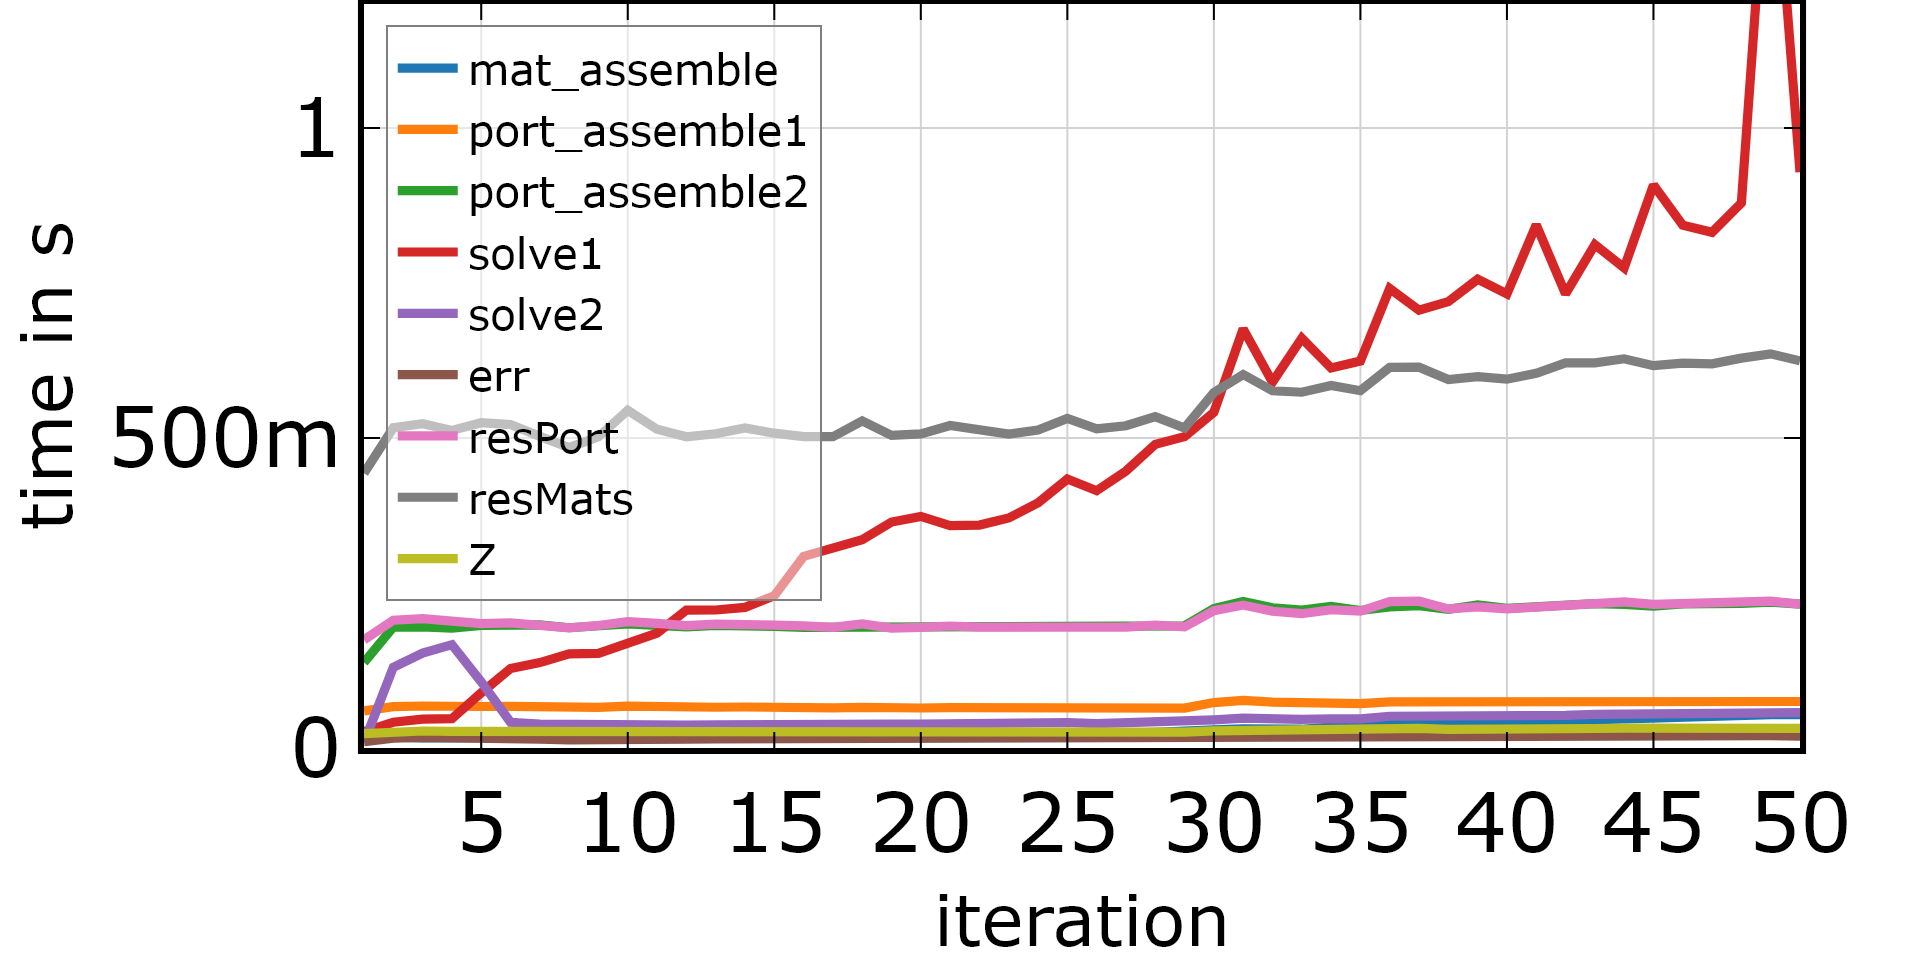 mat_assemble
port_assemble1
port_assemble2
solve1
solve2
err
resPort
resMats
Z
time in s
1
500m
0
5 10 15 20 25 30 35 40 45 50
iteration